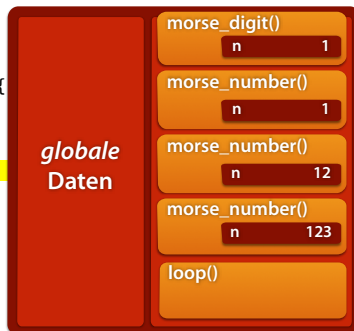 {
globale
Daten
morse_digit()
n 1
morse_number()
n 1
morse_number()
n 12
morse_number()
n 123
loop()